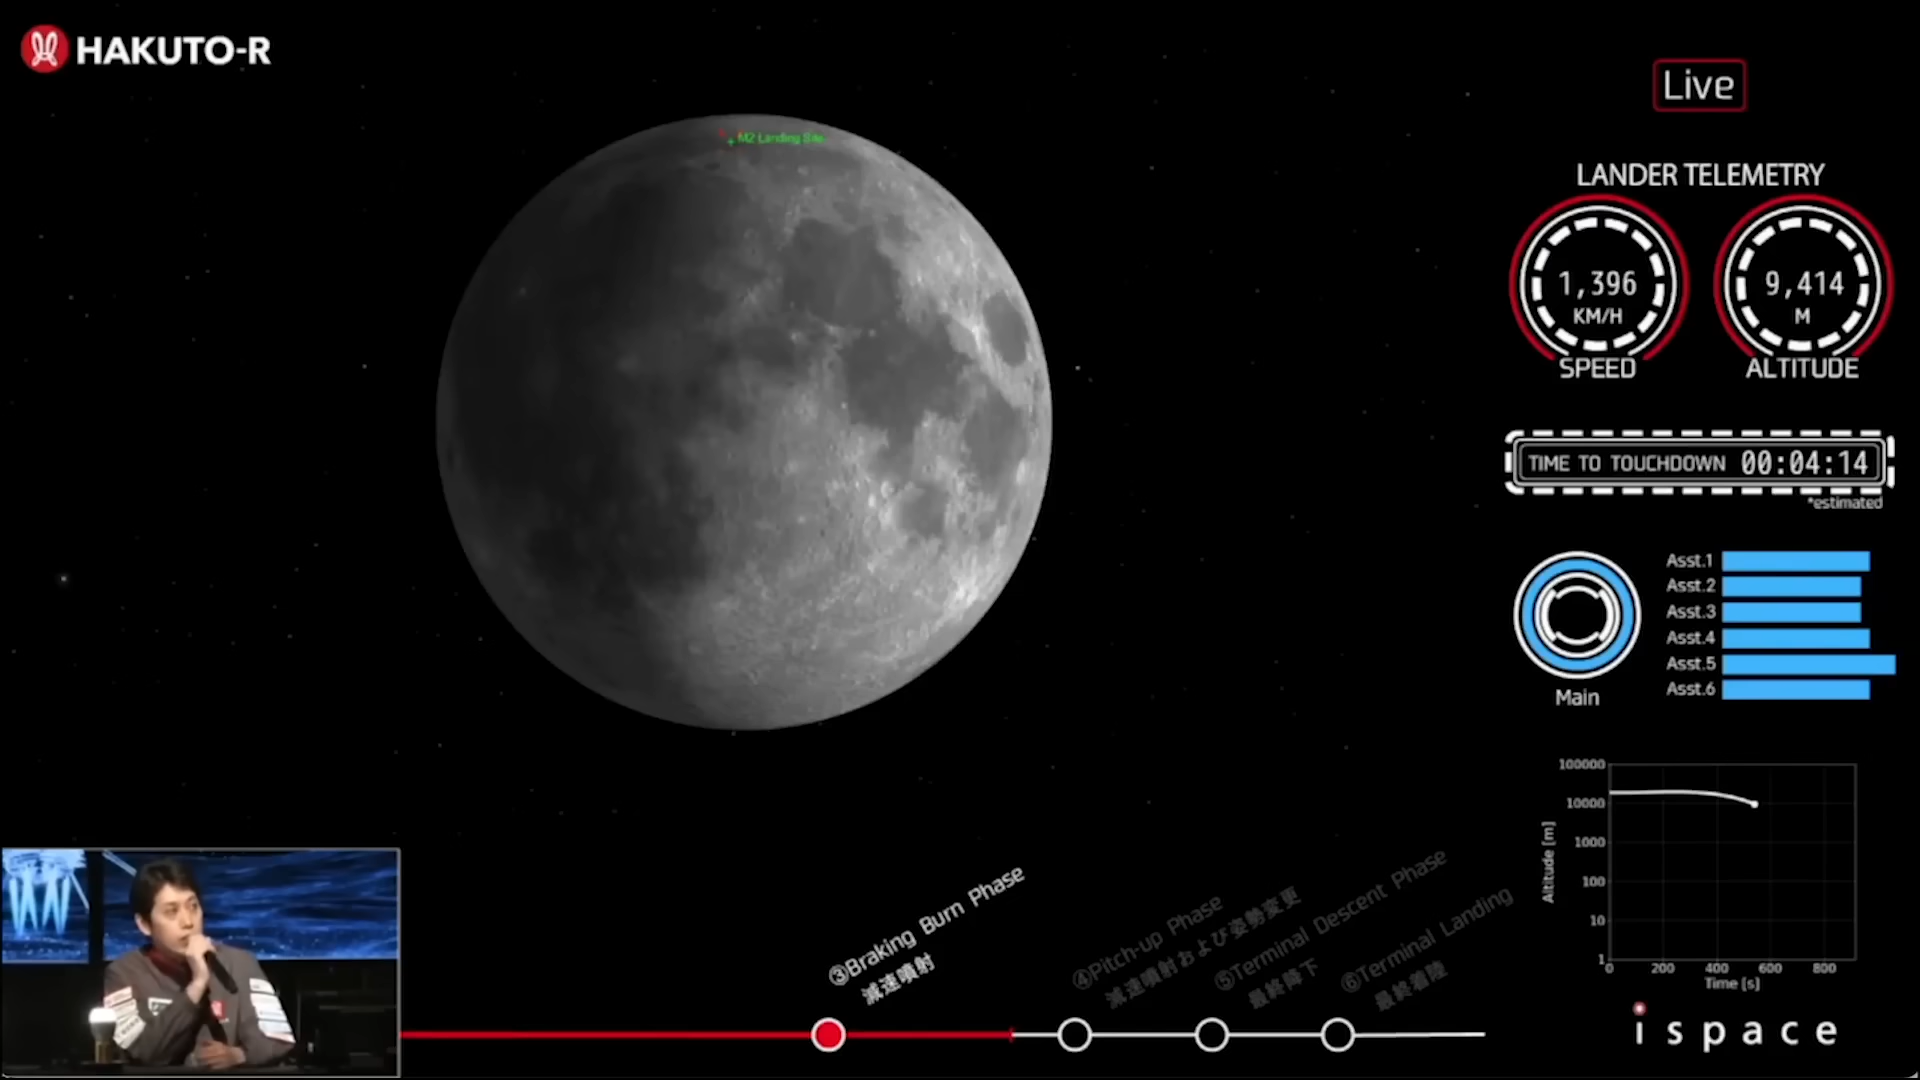 HAKUTO-R
Live
M2 Landing Site
LANDER TELEMETRY
1,396
KM/H
SPEED
9,414
M
ALTITUDE
TIME TO TOUCHDOWN 00:04:14
*estimated
Asst.1
Asst.2
Asst.3
Asst.4
Asst.5
Asst.6
Main
100000
10000
1000
100
10
1
Altitude [m]
0 200 400 600 800
Time [s]
③Braking Burn Phase
減速噴射
④Pitch-up Phase
減速噴射および姿勢変更
⑤Terminal Descent Phase
最終降下
⑥Terminal Landing
最終着陸
ispace